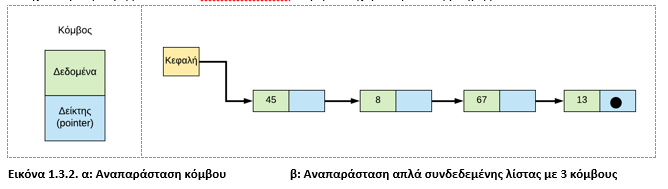 Κόμβος
Δεδομένα
Δείκτης
(pointer)
Κεφαλή
45 8 67 13
Εικόνα 1.3.2. α: Αναπαράσταση κόμβου β: Αναπαράσταση απλά συνδεδεμένης λίστας με 3 κόμβους